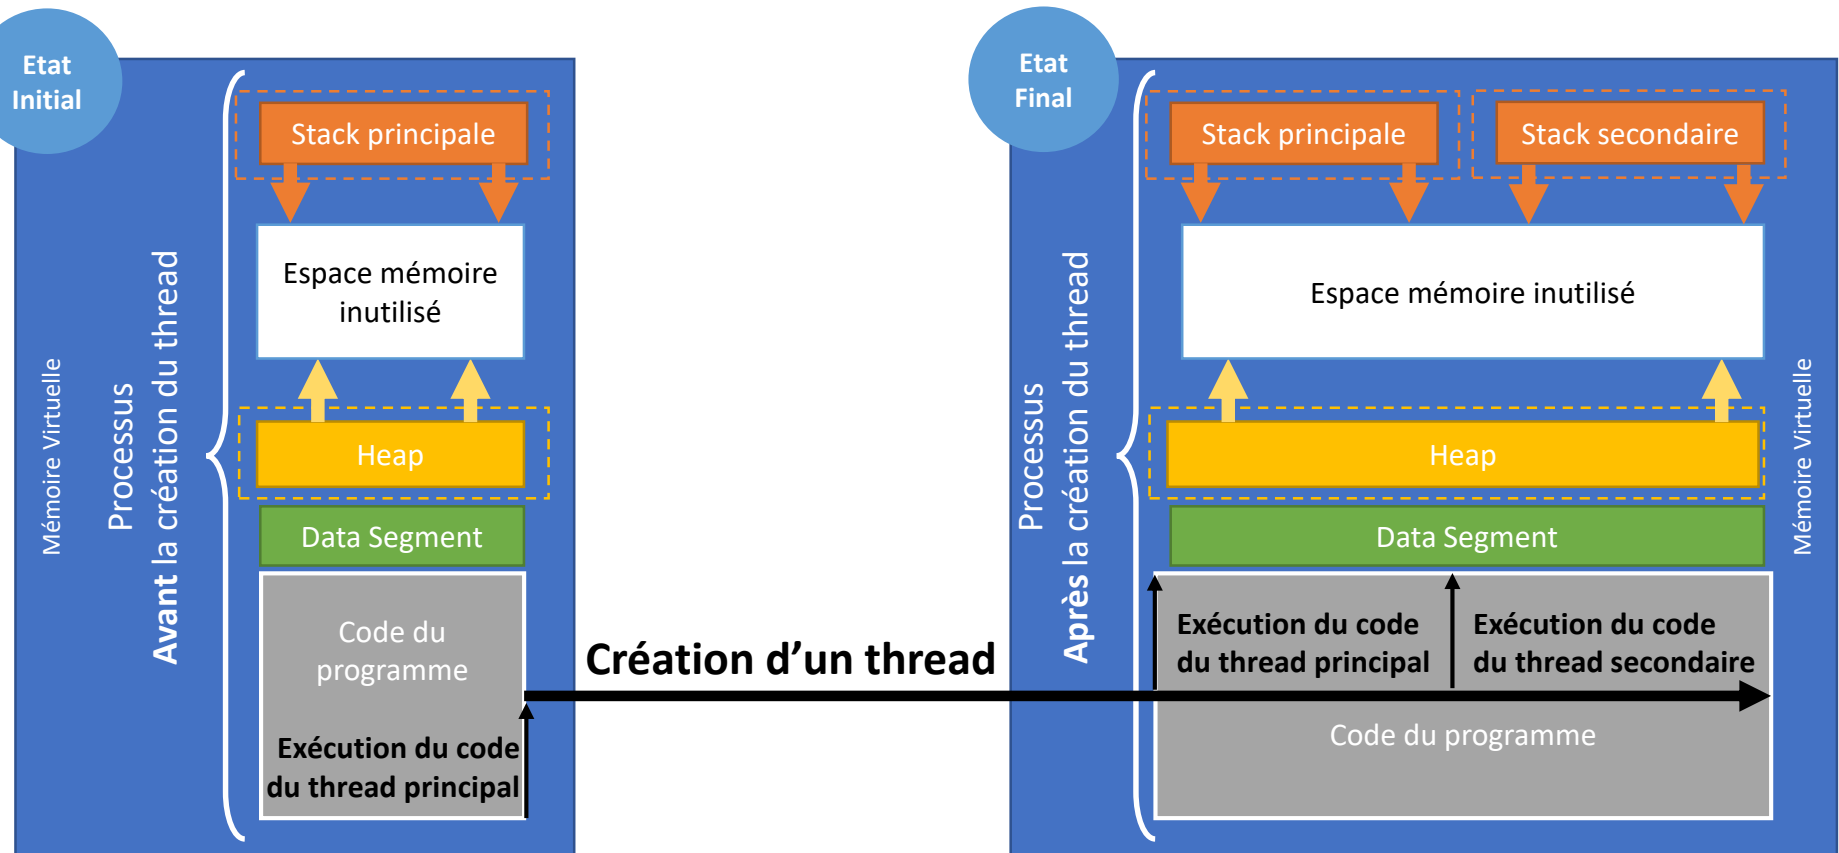 Etat
Initial
Mémoire Virtuelle
Processus
Avant la création du thread
Stack principale
Espace mémoire
inutilisé
Heap
Data Segment
Code du
programme
Exécution du code
du thread principal
Création d’un thread
Etat
Final
Processus
Après la création du thread
Stack principale
Stack secondaire
Espace mémoire inutilisé
Heap
Data Segment
Exécution du code
du thread principal
Exécution du code
du thread secondaire
Code du programme
Mémoire Virtuelle